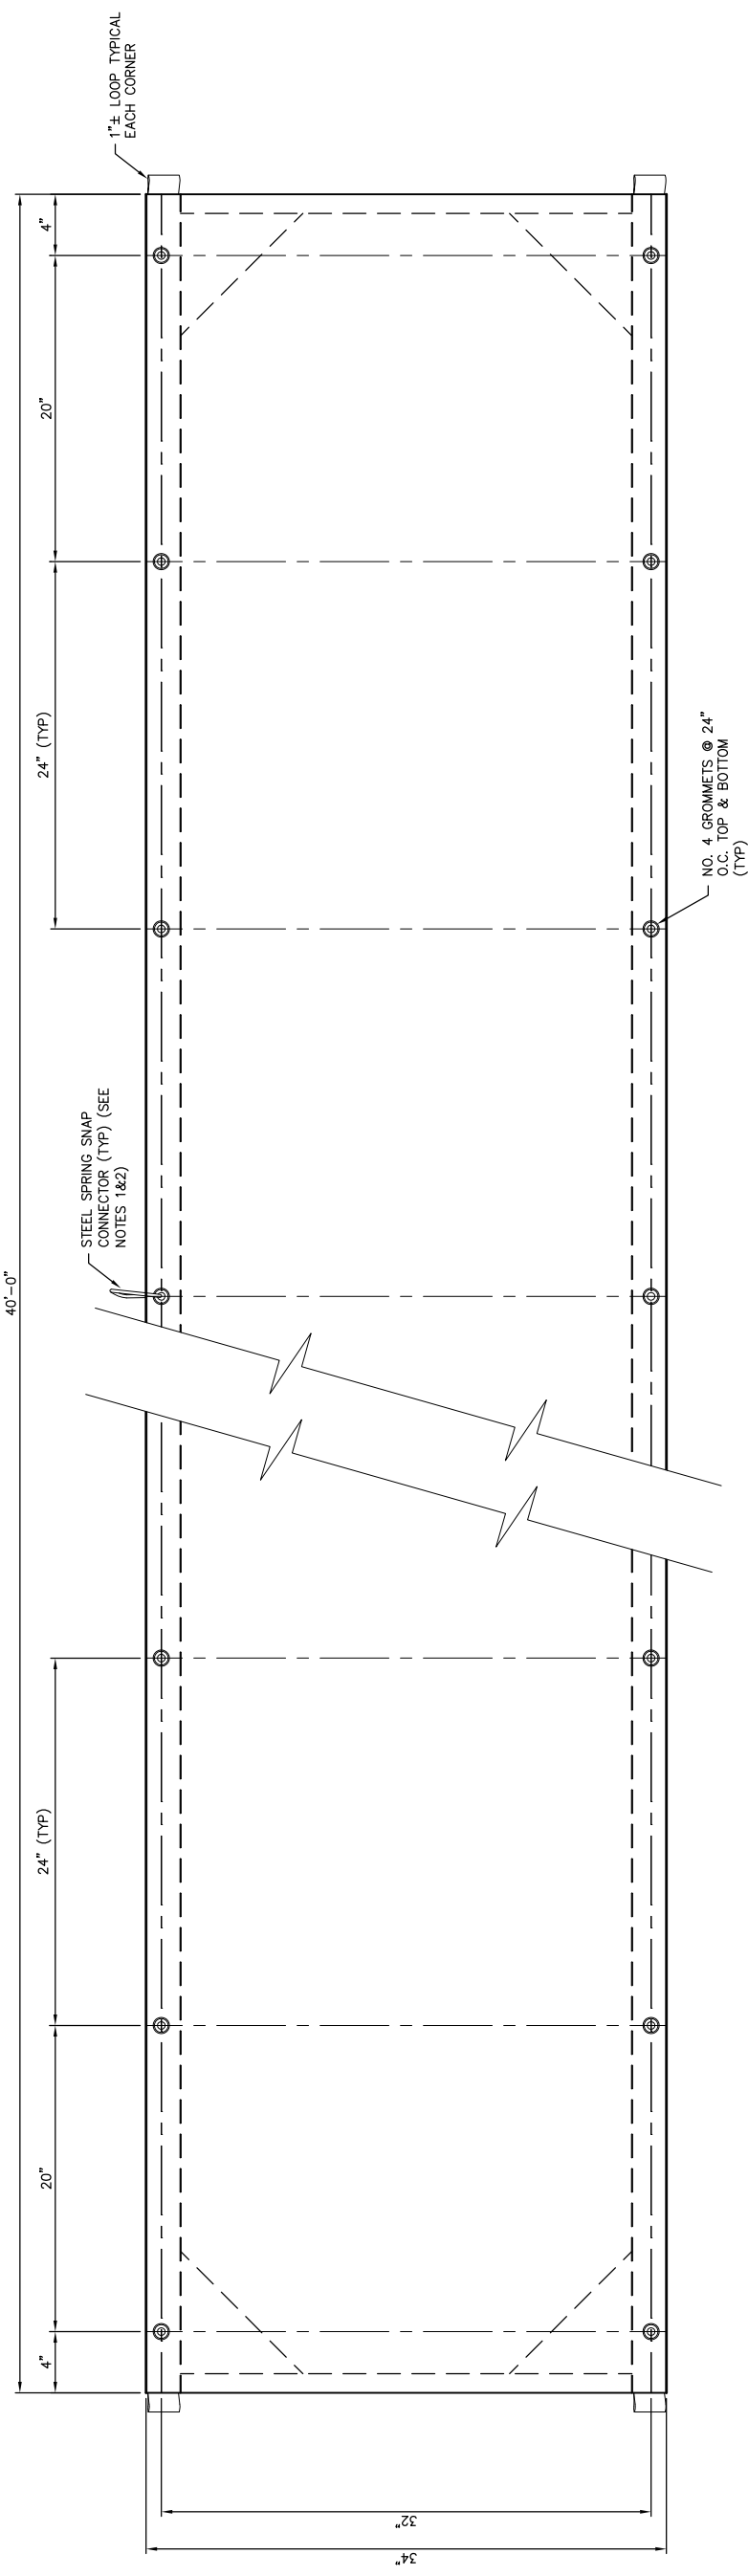 40'-0"
4"
20"
24" (TYP)
24" (TYP)
20"
4"
1"± LOOP TYPICAL
EACH CORNER
STEEL SPRING SNAP
CONNECTOR (TYP) (SEE
NOTES 1&2)
NO. 4 GROMMETS @ 24"
O.C. TOP & BOTTOM
(TYP)
32"
34"